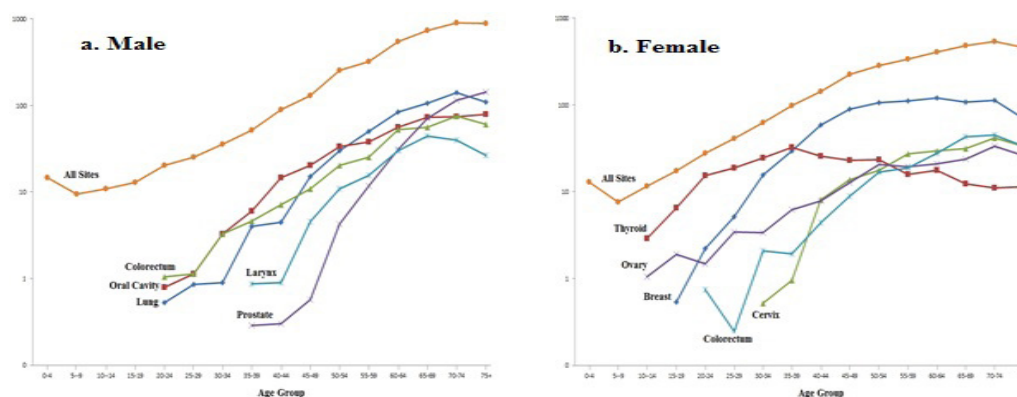 a. Male
1000
100
10
1
0
All Sites
Colorectum
Oral Cavity
Lung
Larynx
Prostate
0-4 5-9 10-14 15-19 20-24 25-29 30-34 35-39 40-44 45-49 50-54 55-59 60-64 65-69 70-74 75+
Age Group
b. Female
1000
100
10
1
0
All Sites
Thyroid
Ovary
Breast
Colorectum
Cervix
0-4 5-9 10-14 15-19 20-24 25-29 30-34 35-39 40-44 45-49 50-54 55-59 60-64 65-69 70-74
Age Group